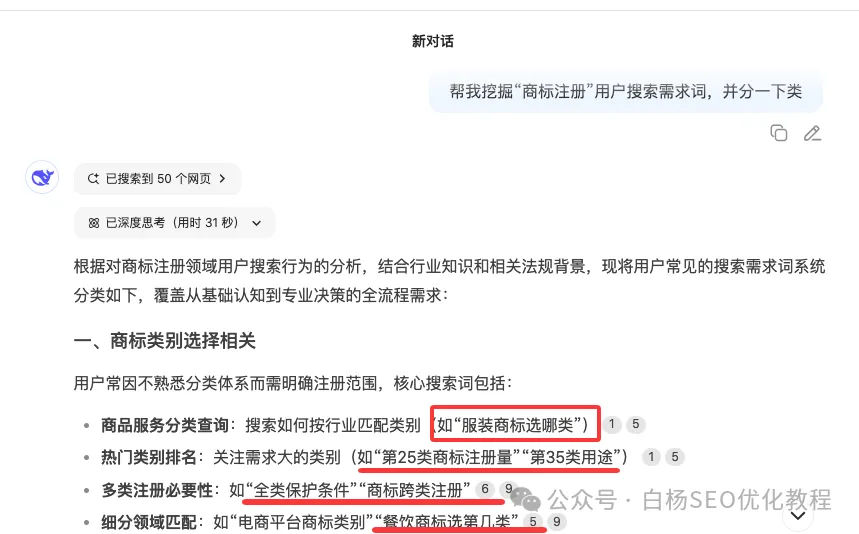 新对话
帮我挖掘“商标注册”用户搜索需求词，并分一下类
已搜索到 50 个网页
已深度思考（用时 31 秒）
根据对商标注册领域用户搜索行为的分析，结合行业知识和相关法规背景，现将用户常见的搜索需求词系统
分类如下，覆盖从基础认知到专业决策的全流程需求：
一、商标类别选择相关
用户常因不熟悉分类体系而需明确注册范围，核心搜索词包括：
• 商品服务分类查询：搜索如何按行业匹配类别（如“服装商标选哪类”） 1 5
• 热门类别排名：关注需求大的类别（如“第25类商标注册量”“第35类用途”） 1 5
• 多类注册必要性：如“全类保护条件”“商标跨类注册” 6 9
公众号 · 白杨SEO优化教程
• 细分领域匹配：如“电商平台商标类别”“餐饮商标选第几类” 5 9